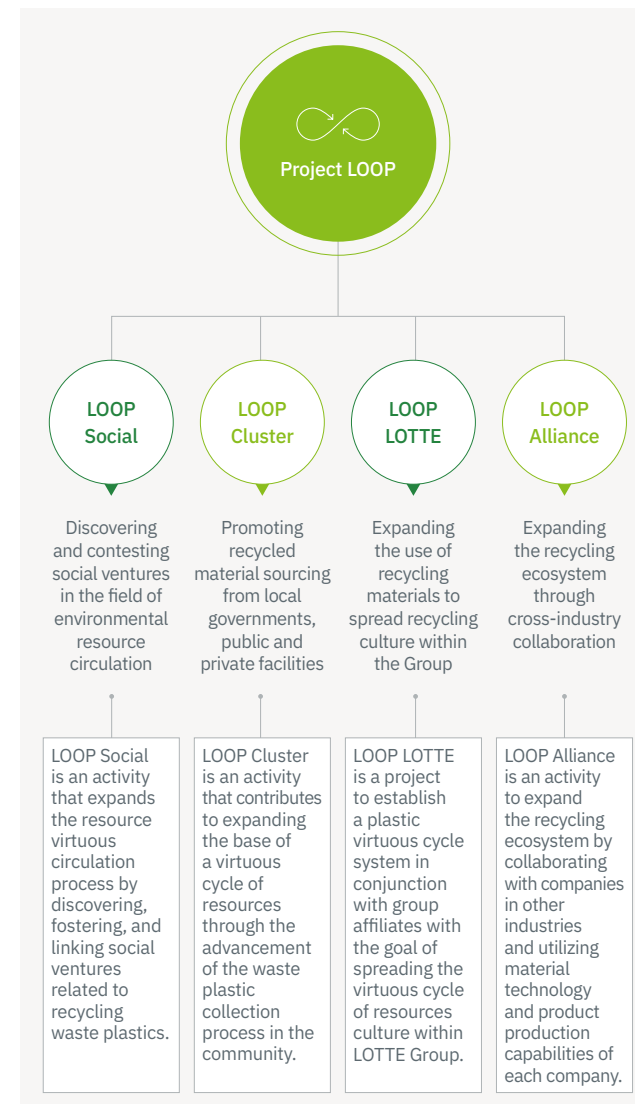 Project LOOP
LOOP
Social
LOOP
Cluster
LOOP
LOTTE
LOOP
Alliance
Discovering
and contesting
social ventures
in the field of
environmental
resource
circulation
Promoting
recycled
material sourcing
from local
governments,
public and
private facilities
Expanding
the use of
recycling
materials to
spread recycling
culture within
the Group
Expanding
the recycling
ecosystem
through
cross-industry
collaboration
LOOP Social
is an activity
that expands
the resource
virtuous
circulation
process by
discovering,
fostering, and
linking social
ventures
related to
recycling
waste plastics.
LOOP Cluster
is an activity
that contributes
to expanding
the base of
a virtuous
cycle of
resources
through the
advancement
of the waste
plastic
collection
process in the
community.
LOOP LOTTE
is a project
to establish
a plastic
virtuous cycle
system in
conjunction
with group
affiliates with
the goal of
spreading the
virtuous cycle
of resources
culture within
LOTTE Group.
LOOP Alliance
is an activity
to expand
the recycling
ecosystem by
collaborating
with companies
in other
industries
and utilizing
material
technology
and product
production
capabilities of
each company.